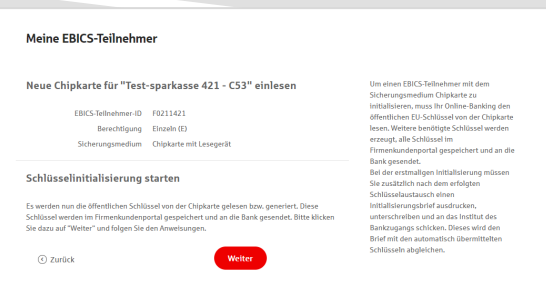 Meine EBICS-Teilnehmer
Neue Chipkarte für "Test-sparkasse 421 - C53" einlesen
EBICS-Teilnehmer-ID F0211421
Berechtigung Einzeln (E)
Sicherungsmedium Chipkarte mit Lesegerät
Schlüsselinitialisierung starten
Es werden nun die öffentlichen Schlüssel von der Chipkarte gelesen bzw. generiert. Diese
Schlüssel werden im Firmenkundenportal gespeichert und an die Bank gesendet. Bitte klicken
Sie dazu auf "Weiter" und folgen Sie den Anweisungen.
Zurück
Weiter
Um einen EBICS-Teilnehmer mit dem
Sicherungsmedium Chipkarte zu
initialisieren, muss Ihr Online-Banking den
öffentlichen EU-Schlüssel von der Chipkarte
lesen. Weitere benötigte Schlüssel werden
erzeugt, alle Schlüssel im
Firmenkundenportal gespeichert und an die
Bank gesendet.
Bei der erstmaligen Initialisierung müssen
Sie zusätzlich nach dem erfolgten
Schlüsselaustausch einen
Initialisierungsbrief ausdrucken,
unterschreiben und an das Institut des
Bankzugangs schicken. Dieses wird den
Brief mit den automatisch übermittelten
Schlüsseln abgleichen.